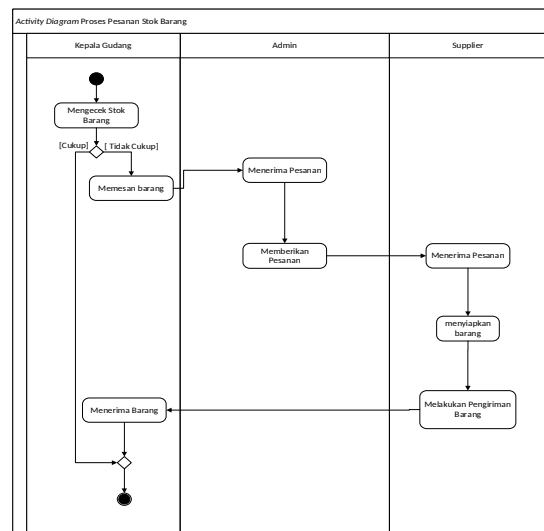 Activity Diagram Proses Pesanan Stok Barang
Kepala Gudang
Admin
Supplier
Mengecek Stok
Barang
[Cukup]
[ Tidak Cukup]
Memesan barang
Menerima Pesanan
Memberikan
Pesanan
Menerima Pesanan
menyiapkan
barang
Melakukan Pengiriman
Barang
Menerima Barang